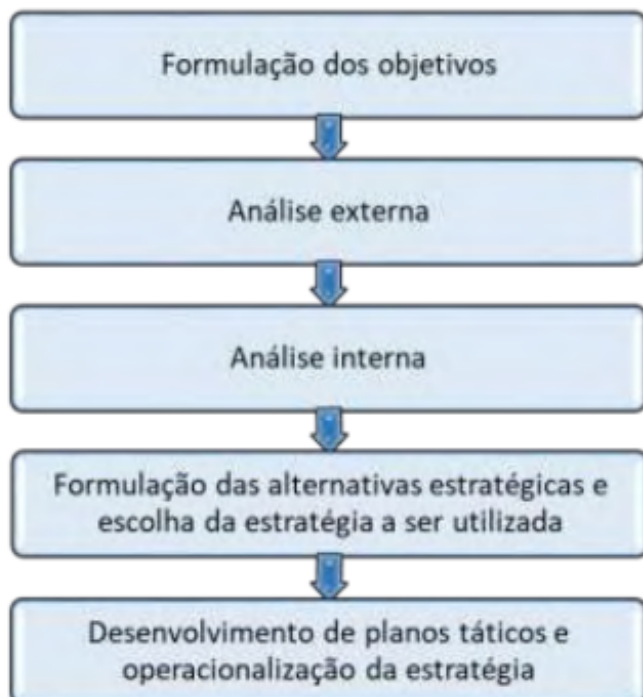 Formulação dos objetivos
Análise externa
Análise interna
Formulação das alternativas estratégicas e
escolha da estratégia a ser utilizada
Desenvolvimento de planos táticos e
operacionalização da estratégia